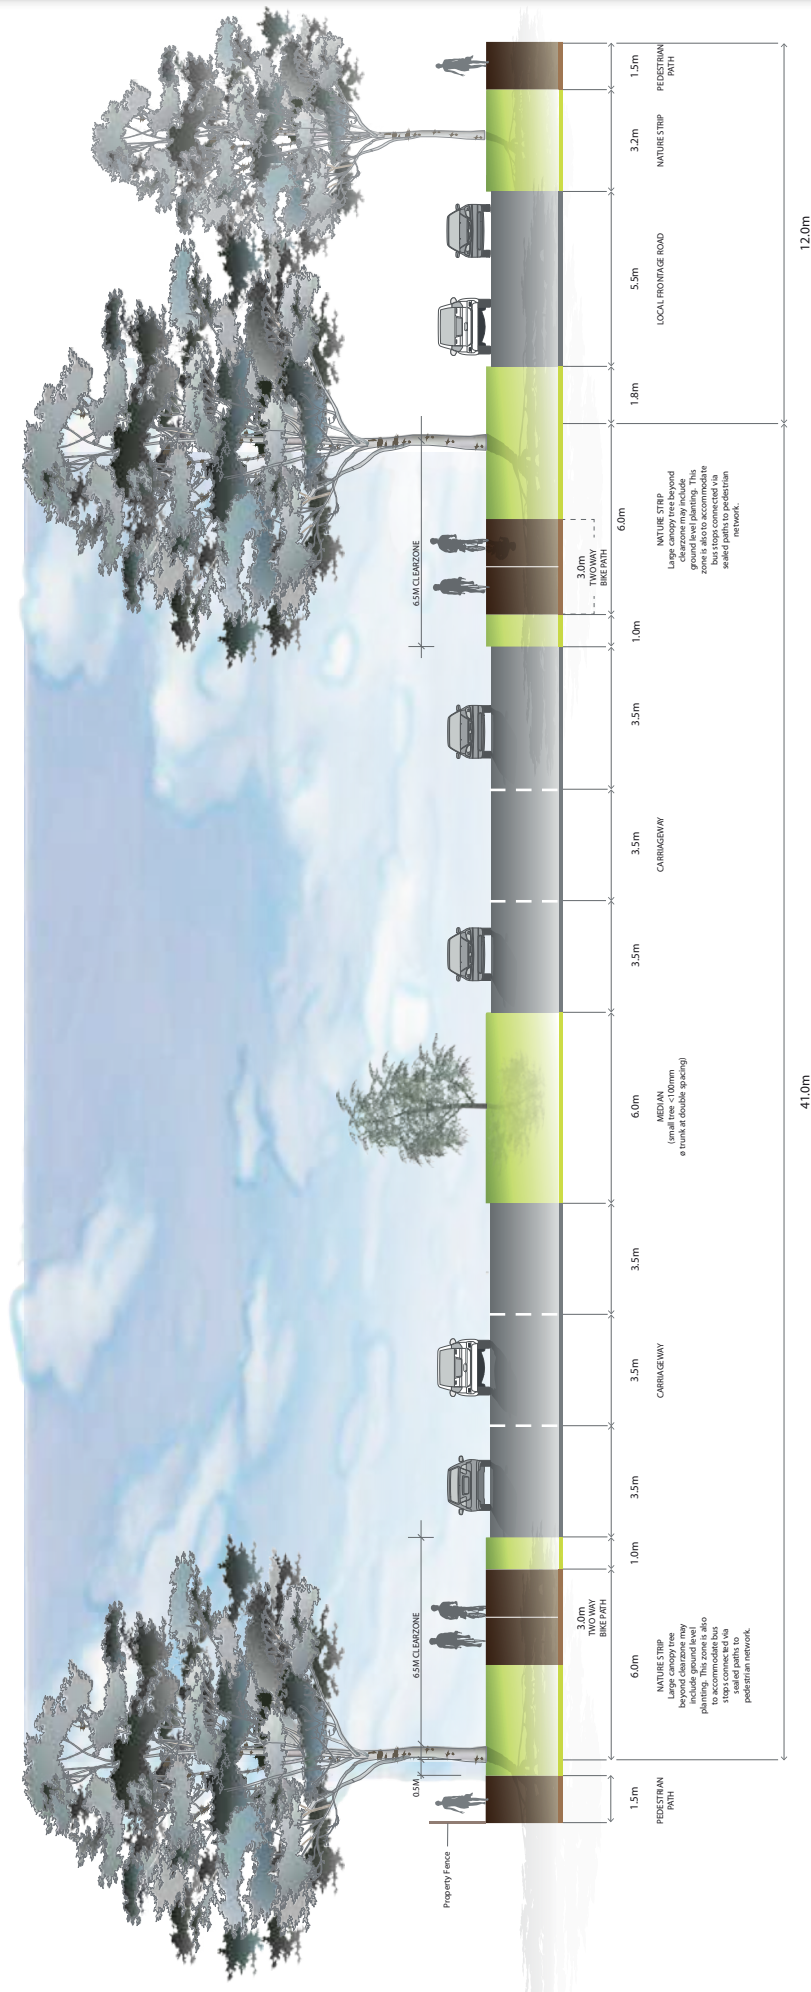 Property Fence
0.5M
6.5M CLEARZONE
6.5M CLEARZONE
1.5m
PEDESTRIAN
PATH
6.0m
NATURE STRIP
Large canopy tree
beyond clearzone may
include ground level
planting. This zone is also
to accommodate bus
stops connected via
sealed paths to
pedestrian network.
3.0m
TWO WAY
BIKE PATH
1.0m
3.5m
3.5m
CARRIAGEWAY
3.5m
6.0m
MEDIAN
(small tree <100mm
ø trunk at double spacing)
3.5m
3.5m
CARRIAGEWAY
3.5m
1.0m
3.0m
TWO WAY
BIKE PATH
6.0m
NATURE STRIP
Large canopy tree beyond
clearzone may include
ground level planting. This
zone is also to accommodate
bus stops connected via
sealed paths to pedestrian
network.
1.8m
5.5m
LOCAL FRONTAGE ROAD
3.2m
NATURE STRIP
1.5m
PEDESTRIAN
PATH
41.0m
12.0m